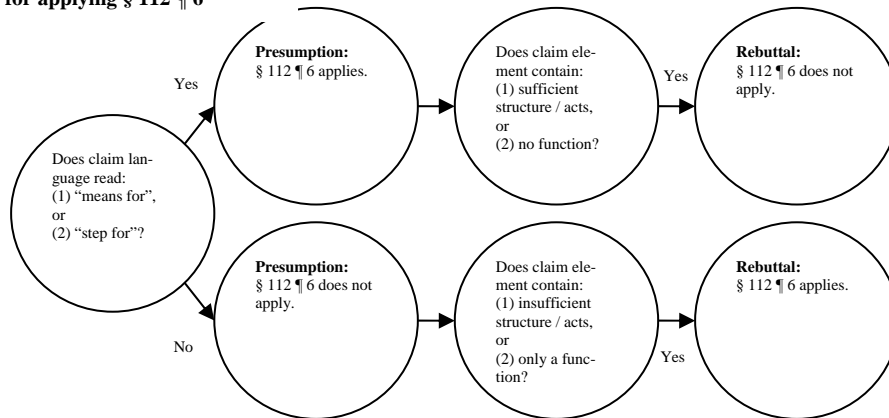 for applying § 112 ¶ 6
Yes
Presumption:
§ 112 ¶ 6 applies.
Does claim ele-
ment contain:
(1) sufficient
structure / acts,
or
(2) no function?
Yes
Rebuttal:
§ 112 ¶ 6 does not
apply.
Does claim lan-
guage read:
(1) “means for”,
or
(2) “step for”?
No
Presumption:
§ 112 ¶ 6 does not
apply.
Does claim ele-
ment contain:
(1) insufficient
structure / acts,
or
(2) only a func-
tion?
Yes
Rebuttal:
§ 112 ¶ 6 applies.